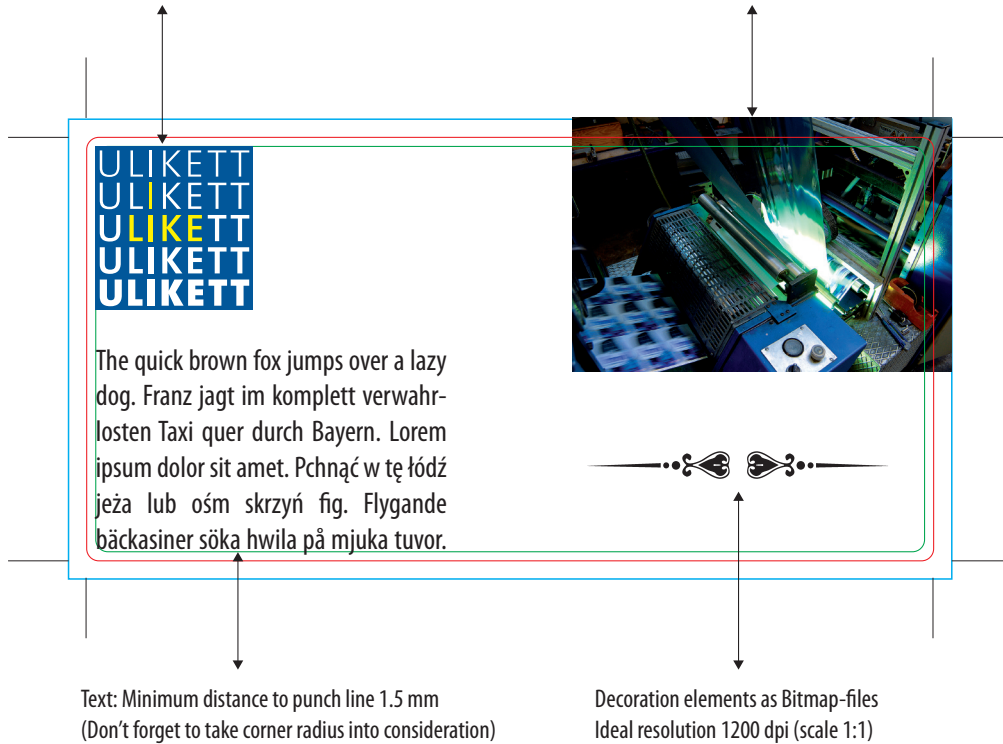 ULIKETT
ULIKETT
ULIKETT
ULIKETT
ULIKETT
The quick brown fox jumps over a lazy
dog. Franz jagt im komplett verwahr-
losten Taxi quer durch Bayern. Lorem
ipsum dolor sit amet. Pchnąć w tę łódź
jeża lub ośm skrzyń fig. Flygande
bäckasiner söka hwila på mjuka tuvor.
Text: Minimum distance to punch line 1.5 mm
(Don’t forget to take corner radius into consideration)
Decoration elements as Bitmap-files
Ideal resolution 1200 dpi (scale 1:1)